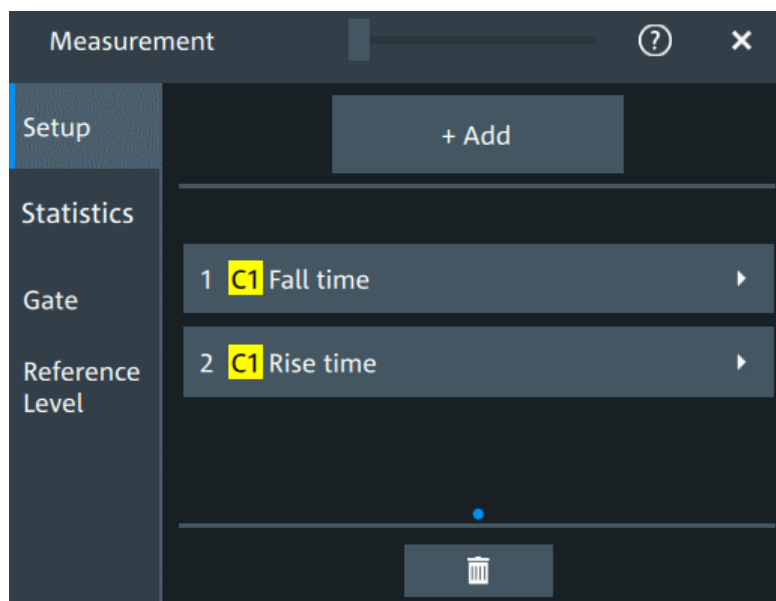 Measurement
?
×
Setup
+ Add
Statistics
Gate
Reference
Level
1 C1 Fall time
2 C1 Rise time